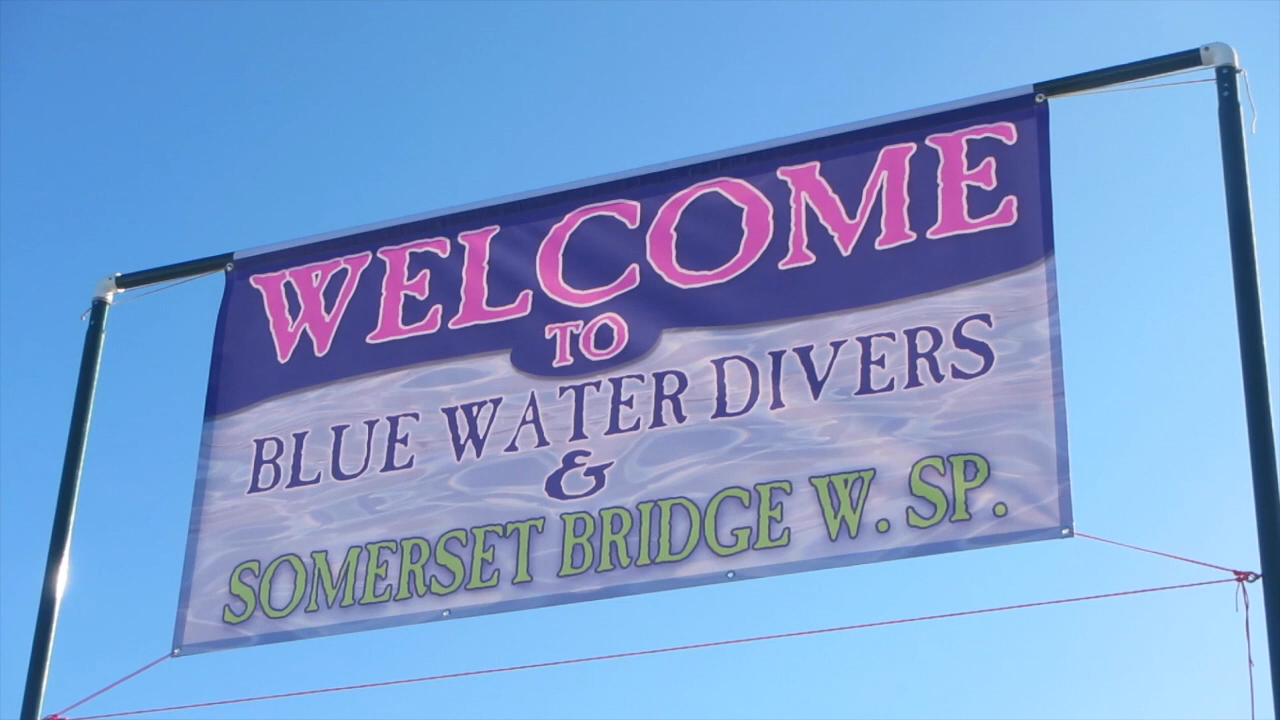 WELCOME
TO
BLUE WATER DIVERS
&
SOMERSET BRIDGE W. SP.